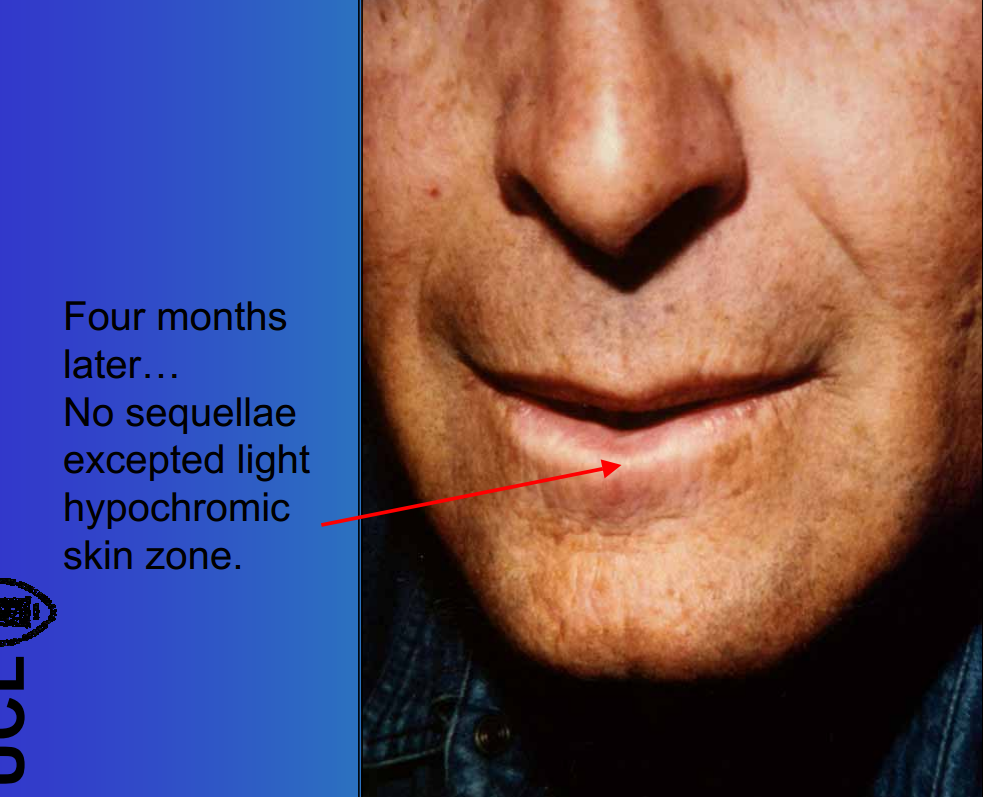 Four months
later…
No sequellae
excepted light
hypochromic
skin zone.
UCL